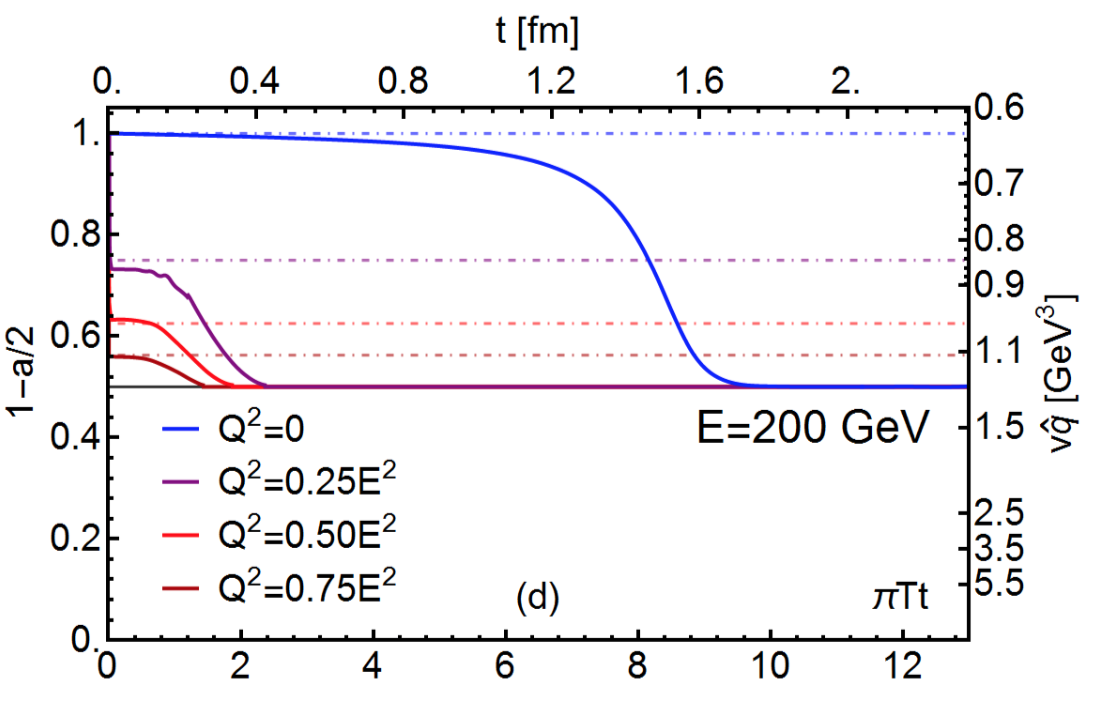 t [fm]
0. 0.4 0.8 1.2 1.6 2.
1. 0.8 0.6 0.4 0.2 0.
1−a/2
0.6 0.7 0.8 0.9 1.1 1.5 2.5 3.5 5.5
vq̂ [GeV³]
E=200 GeV
Q²=0
Q²=0.25E²
Q²=0.50E²
Q²=0.75E²
(d)
πTt
0 2 4 6 8 10 12